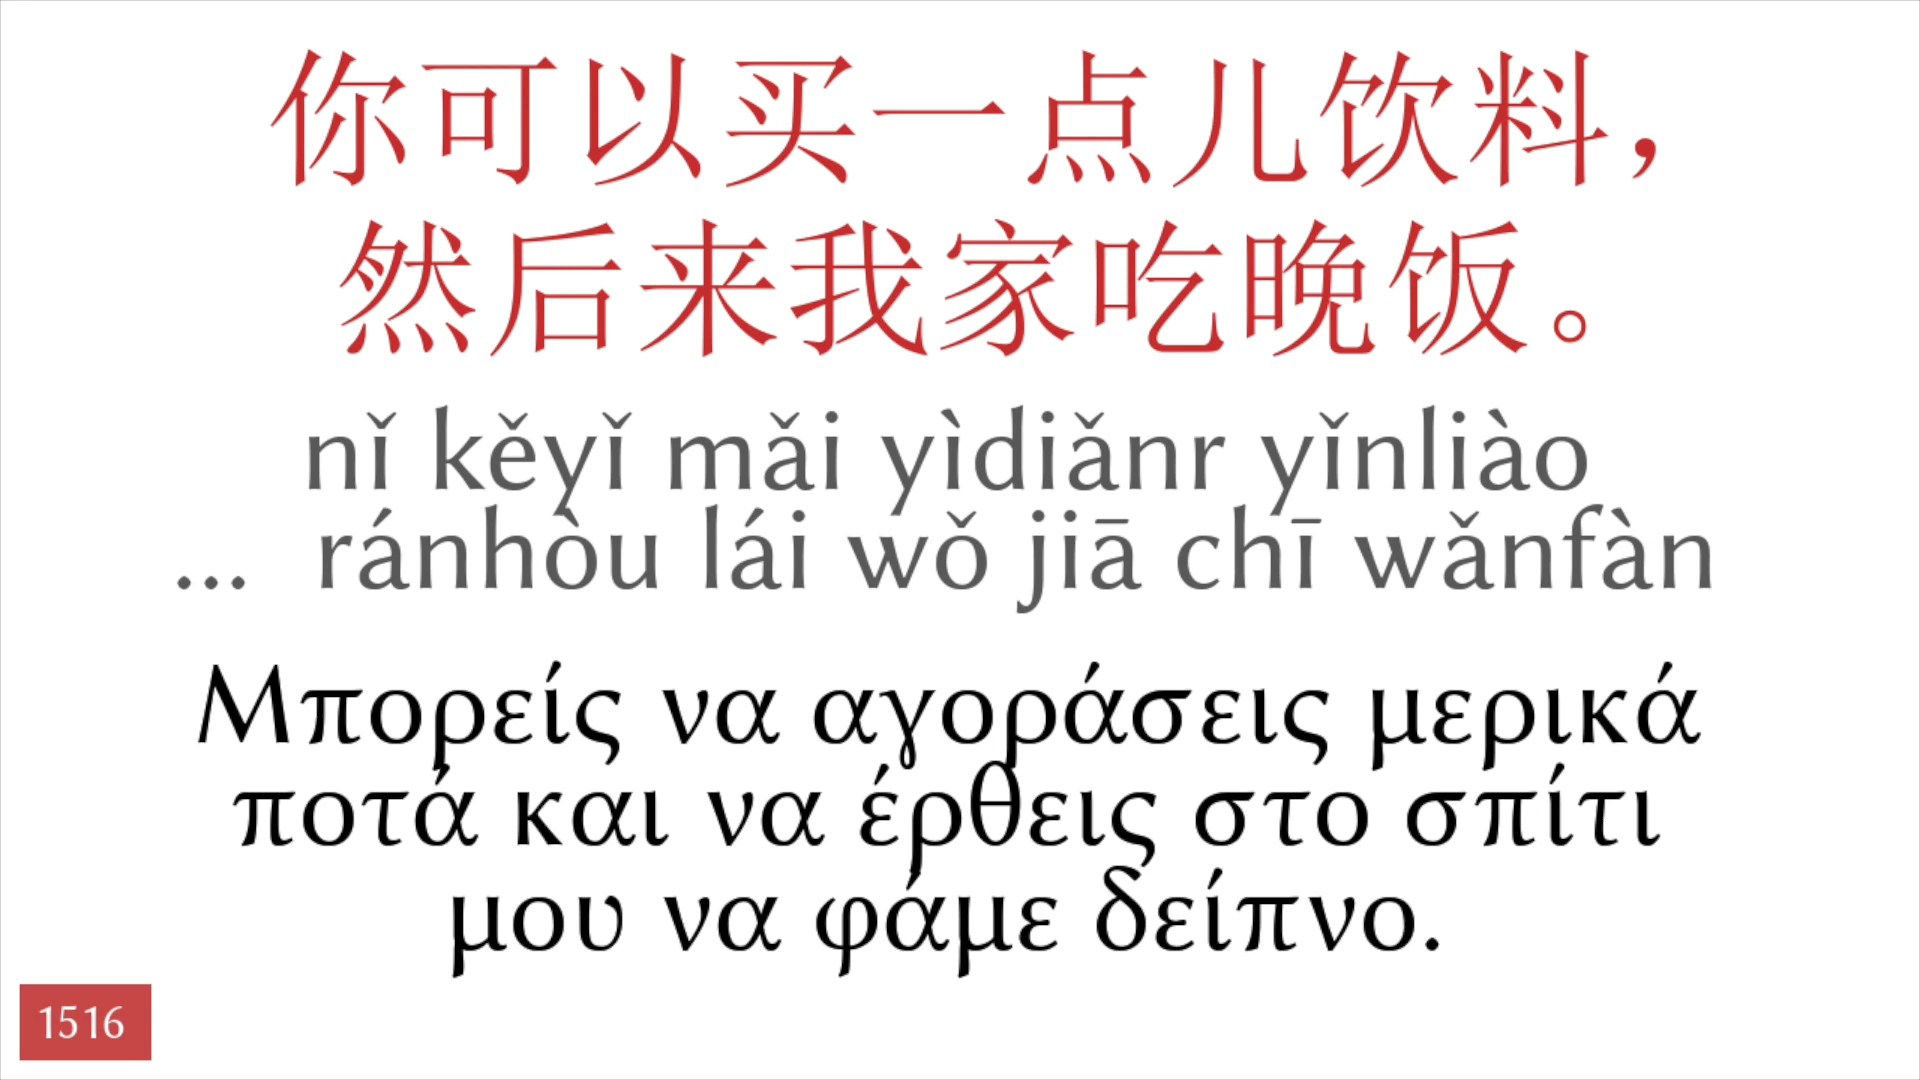 你可以买一点儿饮料，
然后来我家吃晚饭。
nǐ kěyǐ mǎi yìdiǎnr yǐnliào
... ránhòu lái wǒ jiā chī wǎnfàn
Μπορείς να αγοράσεις μερικά
ποτά και να έρθεις στο σπίτι
μου να φάμε δείπνο.
1516